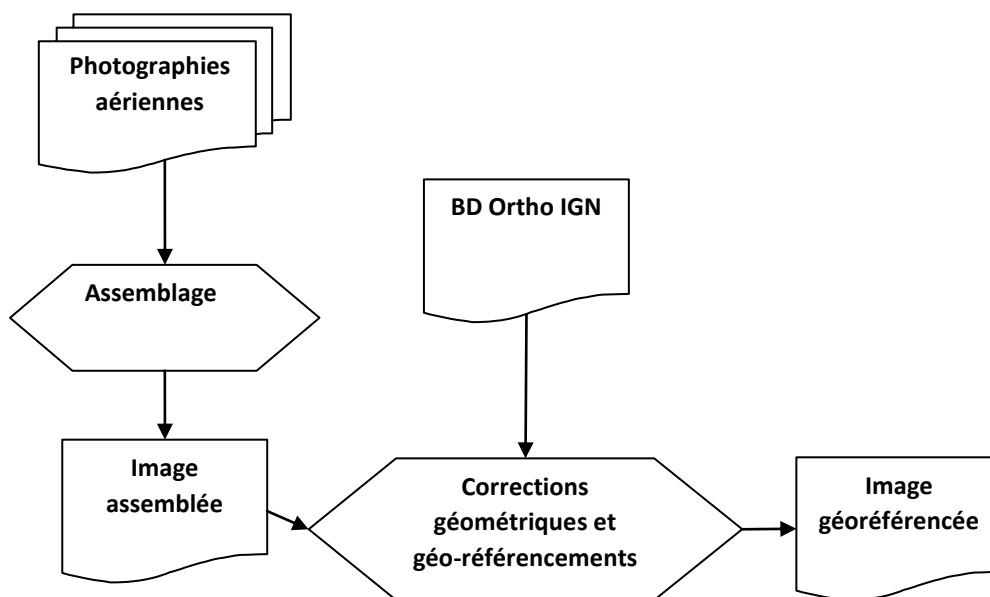 Photographies
aériennes
BD Ortho IGN
Assemblage
Image
assemblée
Corrections
géométriques et
géo-référencements
Image
géoréférencée